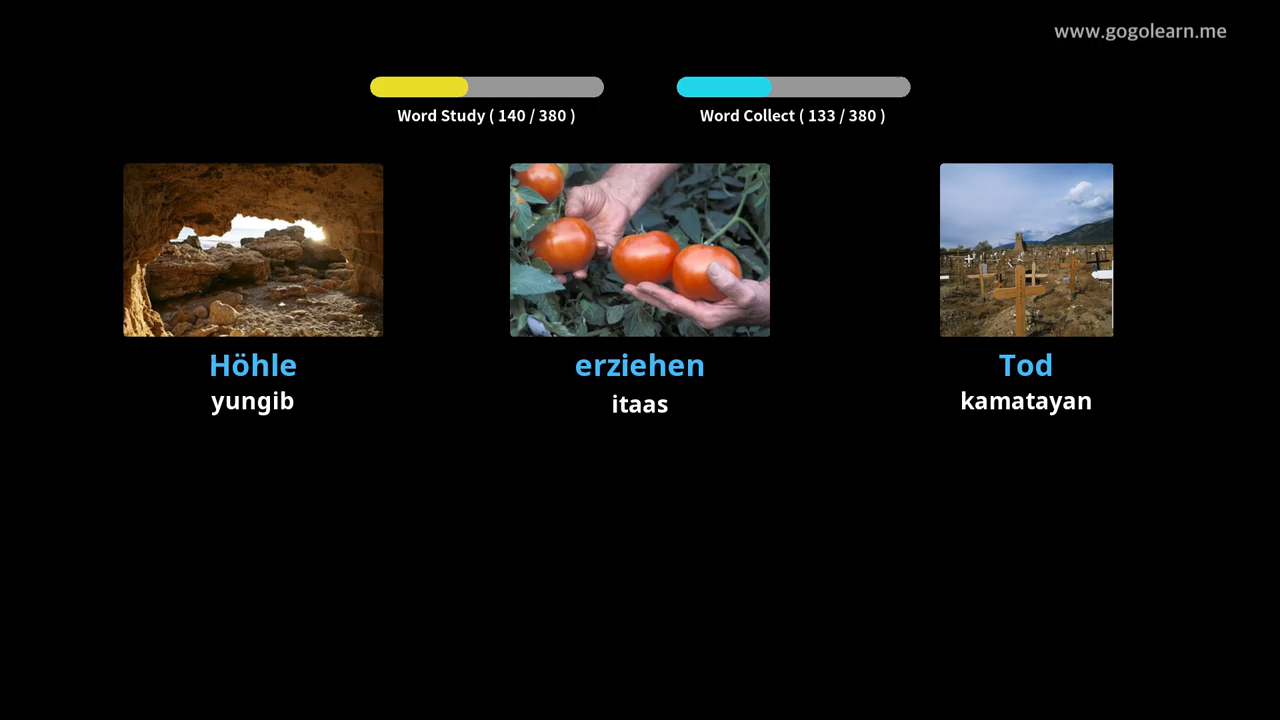 www.gogolearn.me
Word Study ( 140 / 380 )
Word Collect ( 133 / 380 )
Höhle
yungib
erziehen
itaas
Tod
kamatayan